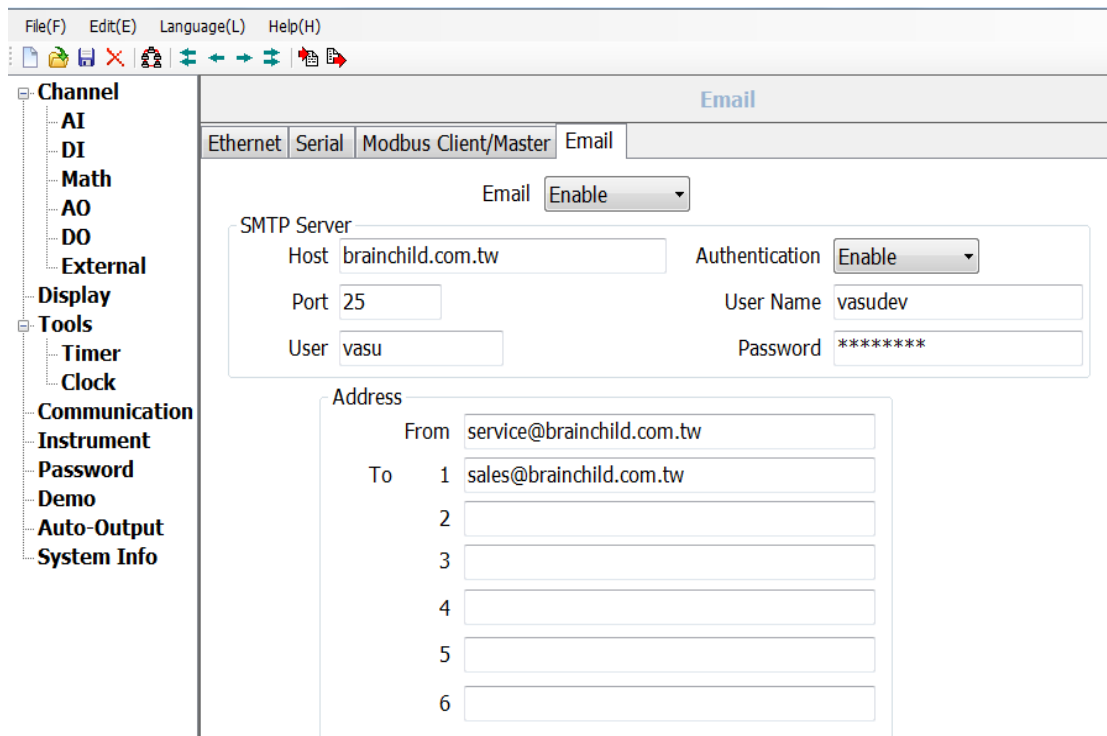 File(F) Edit(E) Language(L) Help(H)
Channel
AI
DI
Math
AO
DO
External
Display
Tools
Timer
Clock
Communication
Instrument
Password
Demo
Auto-Output
System Info
Email
Ethernet Serial Modbus Client/Master Email
Email Enable
SMTP Server
Host brainchild.com.tw Authentication Enable
Port 25 User Name vasudev
User vasu Password ********
Address
From service@brainchild.com.tw
To 1 sales@brainchild.com.tw
2
3
4
5
6